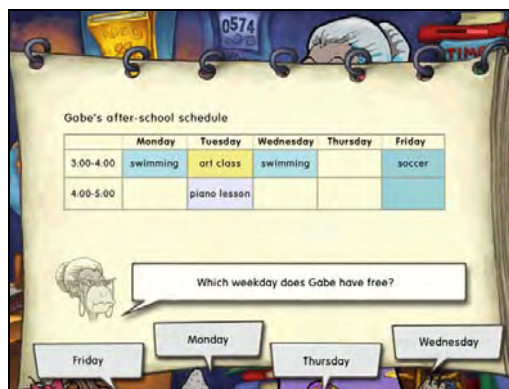 0574
TIME
Gabe's after-school schedule
Monday Tuesday Wednesday Thursday Friday
3:00-4:00 swimming art class swimming soccer
4:00-5:00 piano lesson
Which weekday does Gabe have free?
Monday
Wednesday
Friday
Thursday